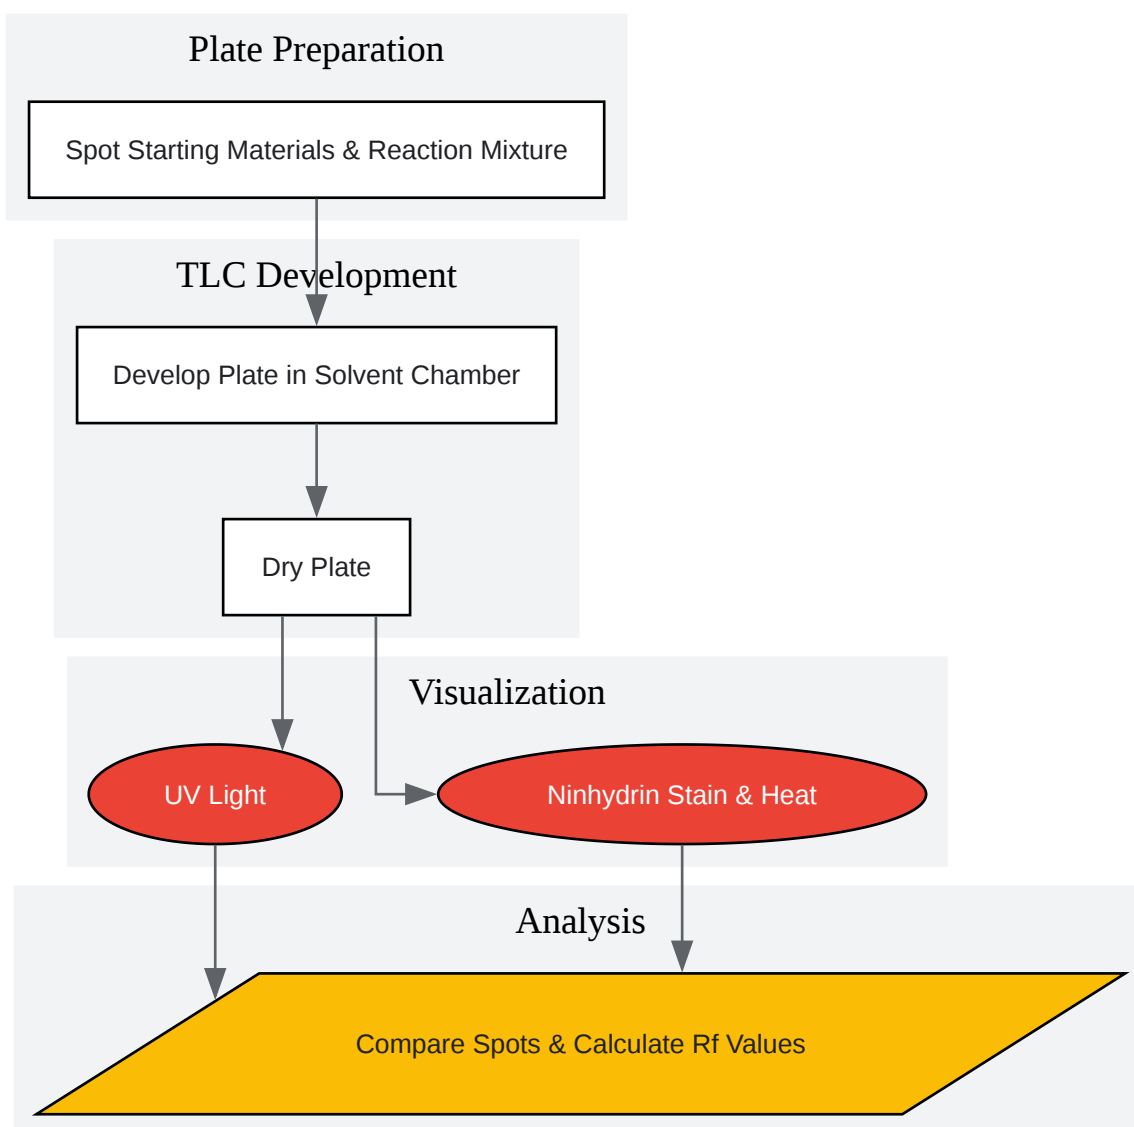 Plate Preparation
Spot Starting Materials & Reaction Mixture
TLC Development
Develop Plate in Solvent Chamber
Dry Plate
Visualization
UV Light
Ninhydrin Stain & Heat
Analysis
Compare Spots & Calculate Rf Values